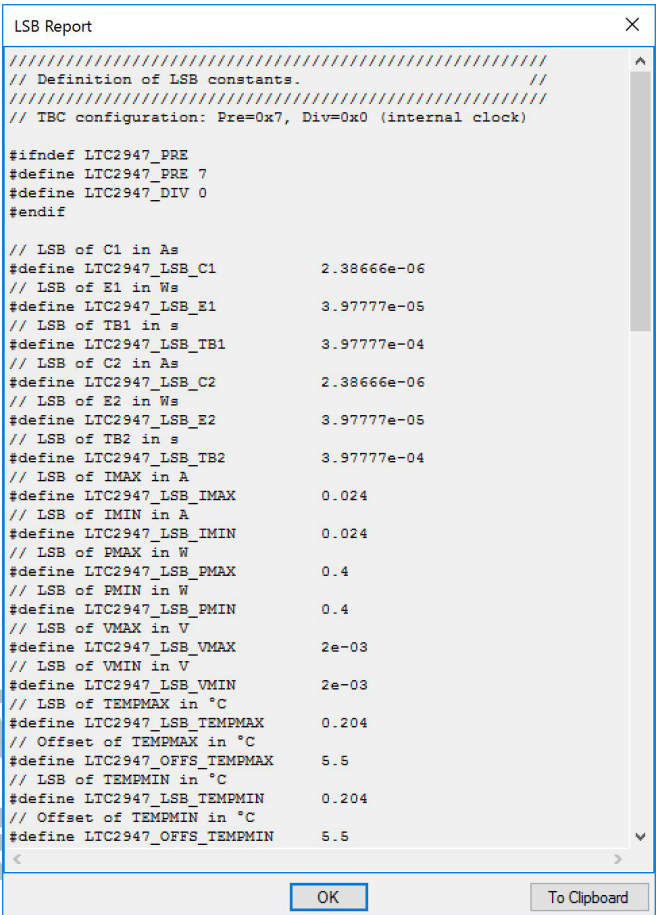 LSB Report
//////////////////////////////////////////////////////////
// Definition of LSB constants. //
//////////////////////////////////////////////////////////
// TBC configuration: Pre=0x7, Div=0x0 (internal clock)
#ifndef LTC2947_PRE
#define LTC2947_PRE 7
#define LTC2947_DIV 0
#endif
// LSB of C1 in As
#define LTC2947_LSB_C1 2.38666e-06
// LSB of E1 in Ws
#define LTC2947_LSB_E1 3.97777e-05
// LSB of TB1 in s
#define LTC2947_LSB_TB1 3.97777e-04
// LSB of C2 in As
#define LTC2947_LSB_C2 2.38666e-06
// LSB of E2 in Ws
#define LTC2947_LSB_E2 3.97777e-05
// LSB of TB2 in s
#define LTC2947_LSB_TB2 3.97777e-04
// LSB of IMAX in A
#define LTC2947_LSB_IMAX 0.024
// LSB of IMIN in A
#define LTC2947_LSB_IMIN 0.024
// LSB of PMAX in W
#define LTC2947_LSB_PMAX 0.4
// LSB of PMIN in W
#define LTC2947_LSB_PMIN 0.4
// LSB of VMAX in V
#define LTC2947_LSB_VMAX 2e-03
// LSB of VMIN in V
#define LTC2947_LSB_VMIN 2e-03
// LSB of TEMPMAX in °C
#define LTC2947_LSB_TEMPMAX 0.204
// Offset of TEMPMAX in °C
#define LTC2947_OFFS_TEMPMAX 5.5
// LSB of TEMPMIN in °C
#define LTC2947_LSB_TEMPMIN 0.204
// Offset of TEMPMIN in °C
#define LTC2947_OFFS_TEMPMIN 5.5
OK To Clipboard